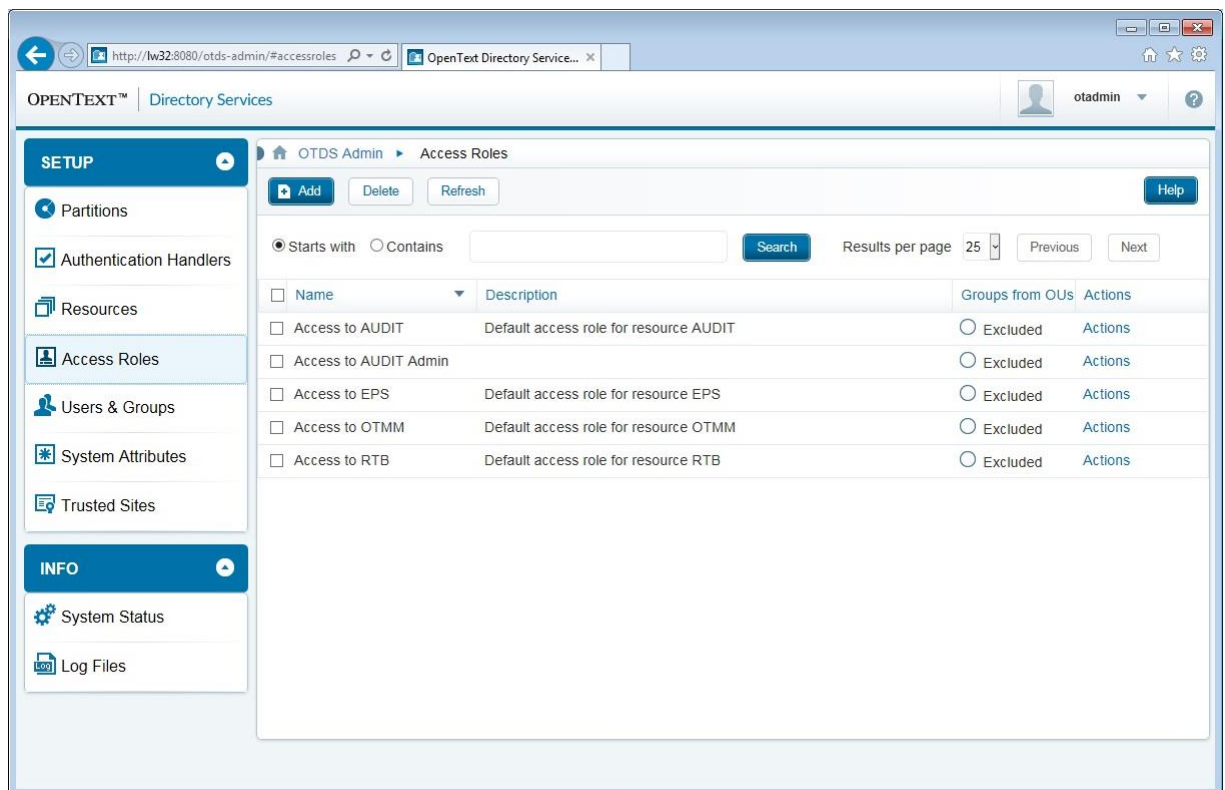 http://lw32:8080/otds-admin/#accessroles
OpenText Directory Service...
OPENTEXT™ Directory Services
otadmin
SETUP
Partitions
Authentication Handlers
Resources
Access Roles
Users & Groups
System Attributes
Trusted Sites
INFO
System Status
Log Files
OTDS Admin Access Roles
Add Delete Refresh Help
Starts with Contains Search Results per page 25 Previous Next
Name Description Groups from OUs Actions
Access to AUDIT Default access role for resource AUDIT Excluded Actions
Access to AUDIT Admin Excluded Actions
Access to EPS Default access role for resource EPS Excluded Actions
Access to OTMM Default access role for resource OTMM Excluded Actions
Access to RTB Default access role for resource RTB Excluded Actions